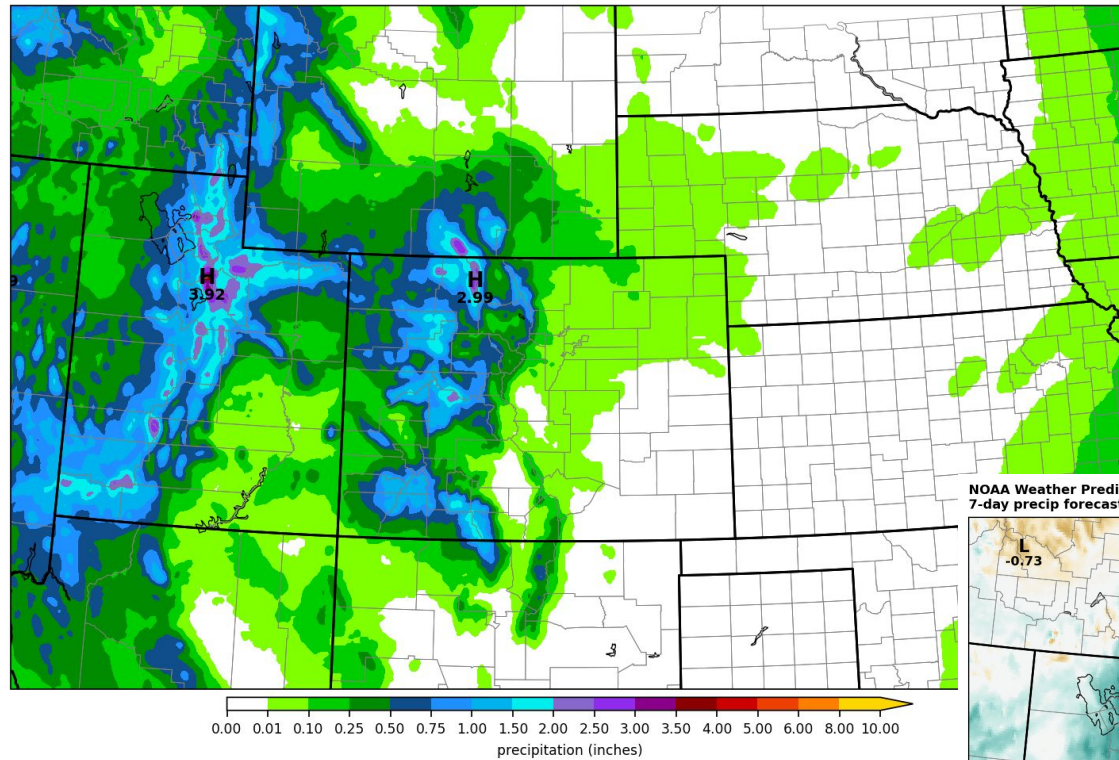 H
3.92
H
2.99
9
NOAA Weather Predi
7-day precip forecast
L
-0.73
0.00 0.01 0.10 0.25 0.50 0.75 1.00 1.50 2.00 2.50 3.00 3.50 4.00 5.00 6.00 8.00 10.00
precipitation (inches)